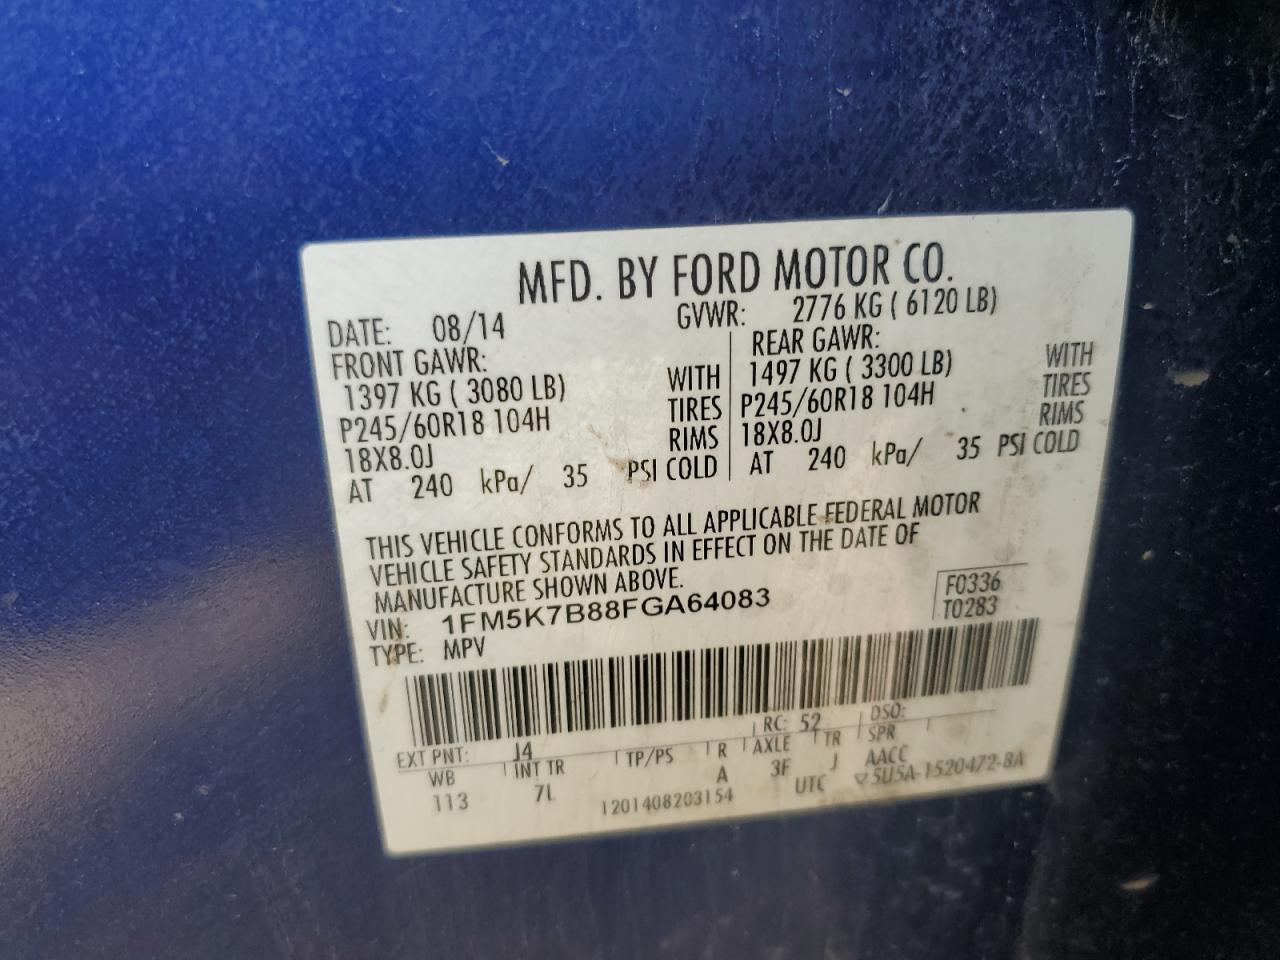 MFD. BY FORD MOTOR CO.
DATE: 08/14 GVWR: 2776 KG ( 6120 LB)
FRONT GAWR: REAR GAWR:
1397 KG ( 3080 LB) WITH 1497 KG ( 3300 LB) WITH
P245/60R18 104H TIRES P245/60R18 104H TIRES
18X8.0J RIMS 18X8.0J RIMS
AT 240 kPa/ 35 PSI COLD AT 240 kPa/ 35 PSI COLD
THIS VEHICLE CONFORMS TO ALL APPLICABLE FEDERAL MOTOR
VEHICLE SAFETY STANDARDS IN EFFECT ON THE DATE OF
MANUFACTURE SHOWN ABOVE.
VIN: 1FM5K7B88FGA64083
TYPE: MPV
F0336
T0283
EXT PNT: J4 RC: 52 DSO:
WB INT TR TP/PS R AXLE TR SPR
113 7L A 3F J AACC
1201408203154 UTC ▽5U5A-1520472-BA